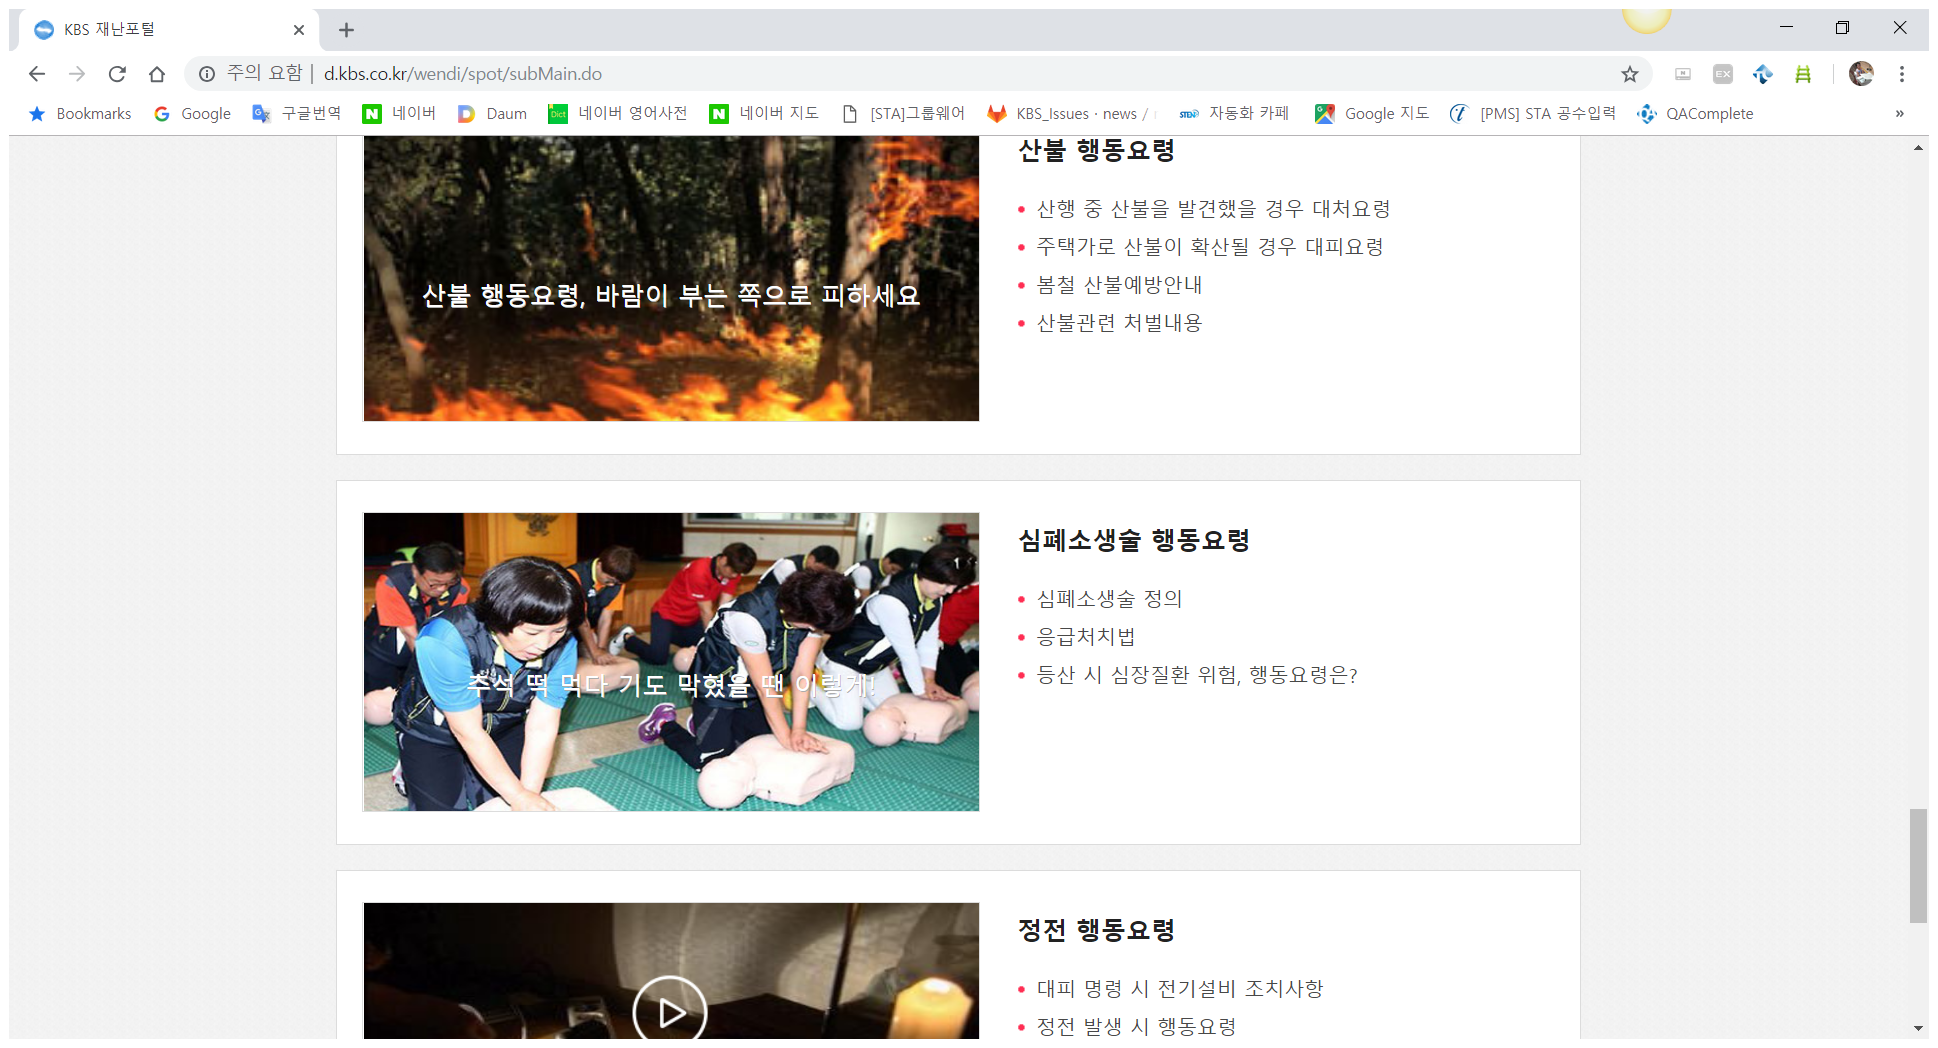 KBS 재난포털
주의 요함 | d.kbs.co.kr/wendi/spot/subMain.do
EX
Bookmarks Google 구글번역 네이버 Daum 네이버 영어사전 네이버 지도 [STA]그룹웨어 KBS_Issues · news / 자동화 카페 Google 지도 [PMS] STA 공수입력 QAComplete »
산불 행동요령, 바람이 부는 쪽으로 피하세요
산불 행동요령
산행 중 산불을 발견했을 경우 대처요령
주택가로 산불이 확산될 경우 대피요령
봄철 산불예방안내
산불관련 처벌내용
추석 떡 먹다 기도 막혔을 땐 이렇게!
심폐소생술 행동요령
심폐소생술 정의
응급처치법
등산 시 심장질환 위험, 행동요령은?
정전 행동요령
대피 명령 시 전기설비 조치사항
정전 발생 시 행동요령